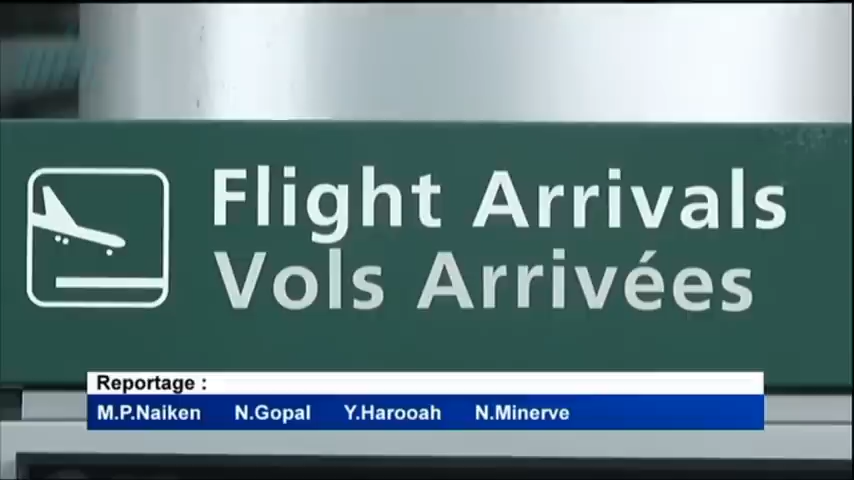 Flight Arrivals
Vols Arrivées
Reportage :
M.P.Naiken N.Gopal Y.Harooah N.Minerve